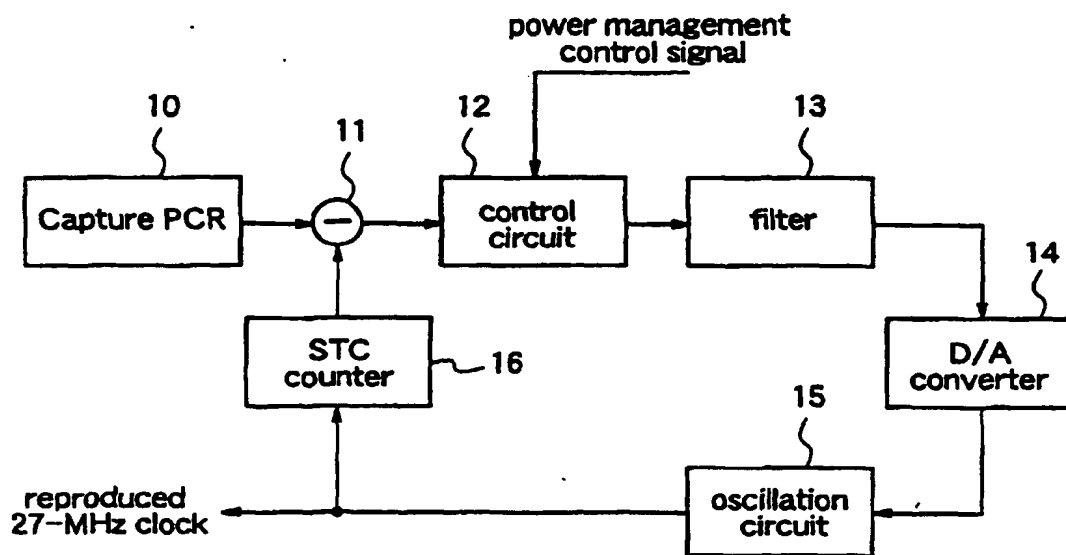 power management
control signal
10
11
12
13
Capture PCR
−
control
circuit
filter
14
STC
counter
16
D/A
converter
15
reproduced
27-MHz clock
oscillation
circuit